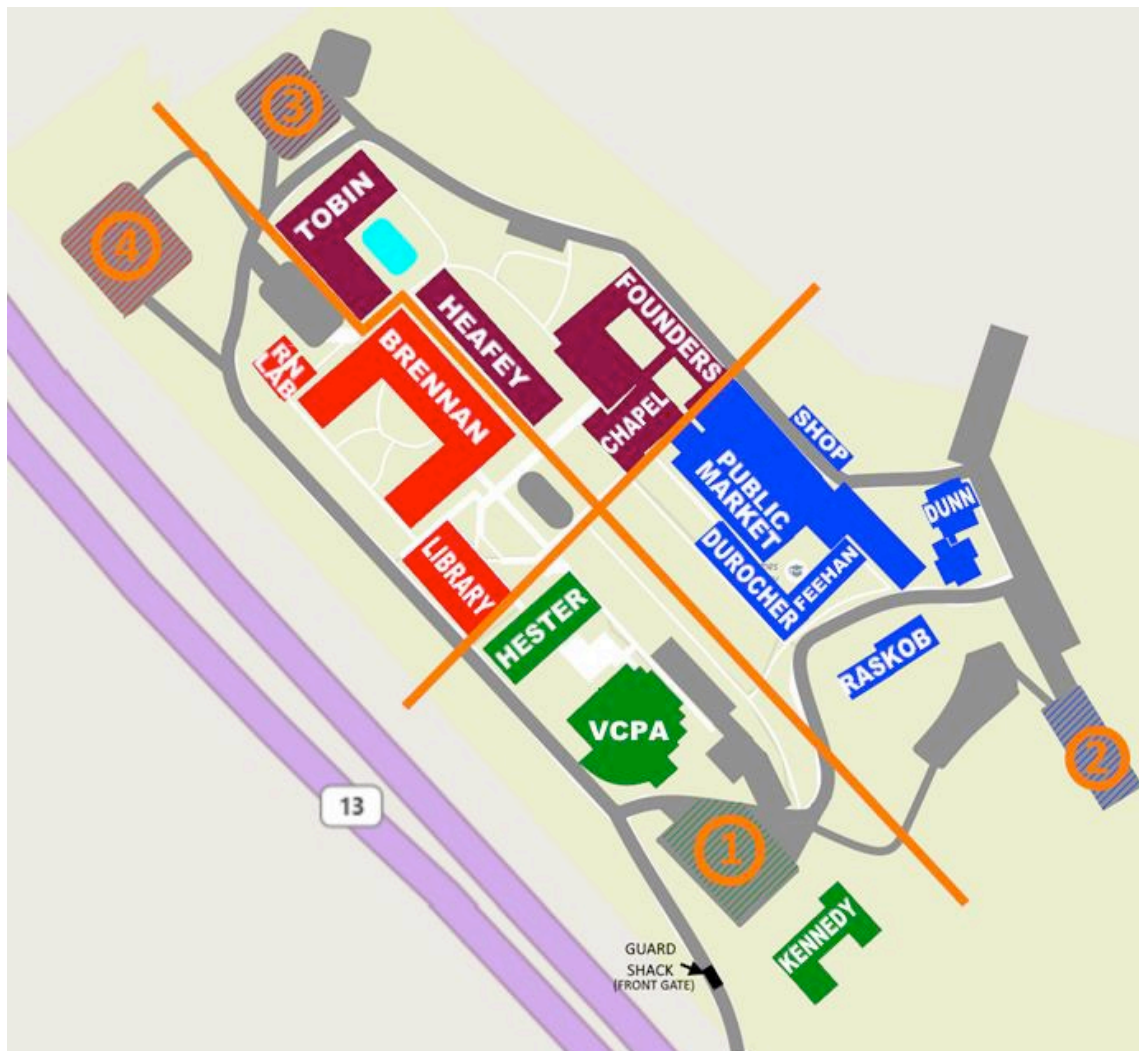 3
4
TOBIN
HEAFEY
FOUNDERS
BRENNAN
RN
LAB
CHAPEL
SHOP
PUBLIC
MARKET
DUNN
LIBRARY
DUROCHER
FEEHAN
HESTER
RASKOB
VCPA
2
13
1
KENNEDY
GUARD
SHACK
(FRONT GATE)